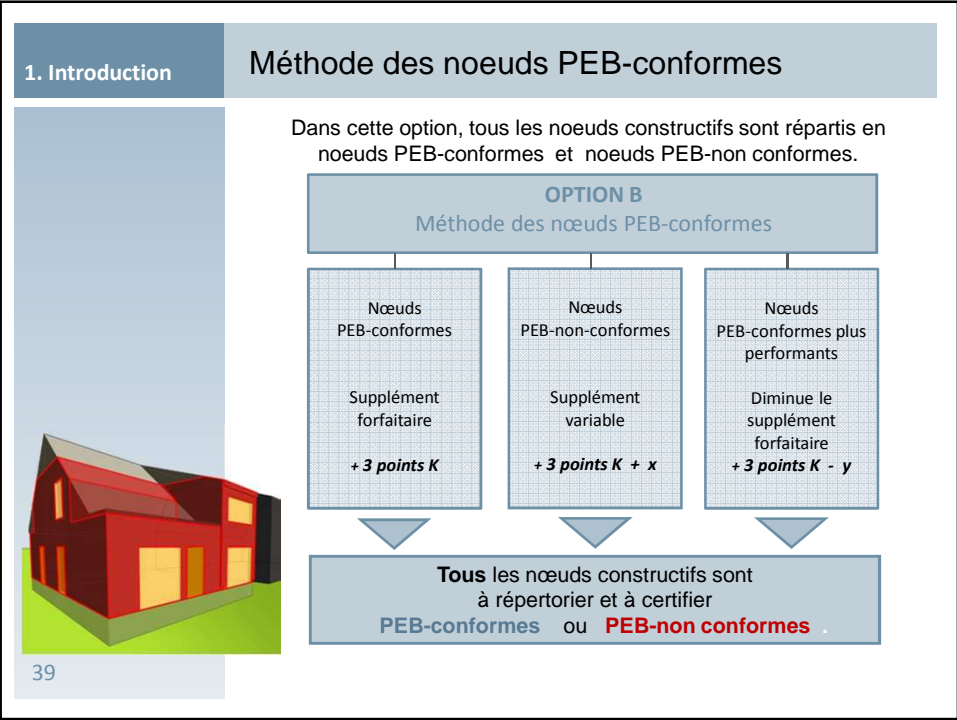 1. Introduction
Méthode des noeuds PEB-conformes
Dans cette option, tous les noeuds constructifs sont répartis en
noeuds PEB-conformes et noeuds PEB-non conformes.
OPTION B
Méthode des nœuds PEB-conformes
Nœuds
PEB-conformes
Supplément
forfaitaire
+ 3 points K
Nœuds
PEB-non-conformes
Supplément
variable
+ 3 points K + x
Nœuds
PEB-conformes plus
performants
Diminue le
supplément
forfaitaire
+ 3 points K - y
Tous les nœuds constructifs sont
à répertorier et à certifier
PEB-conformes ou PEB-non conformes .
39